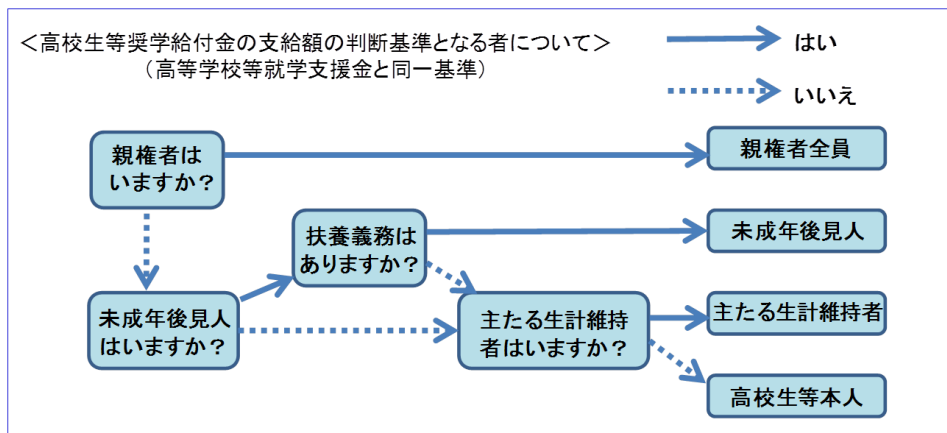 ＜高校生等奨学給付金の支給額の判断基準となる者について＞
（高等学校等就学支援金と同一基準）
はい
いいえ
親権者は
いますか？
親権者全員
扶養義務は
ありますか？
未成年後見人
未成年後見人
はいますか？
主たる生計維持
者はいますか？
主たる生計維持者
高校生等本人